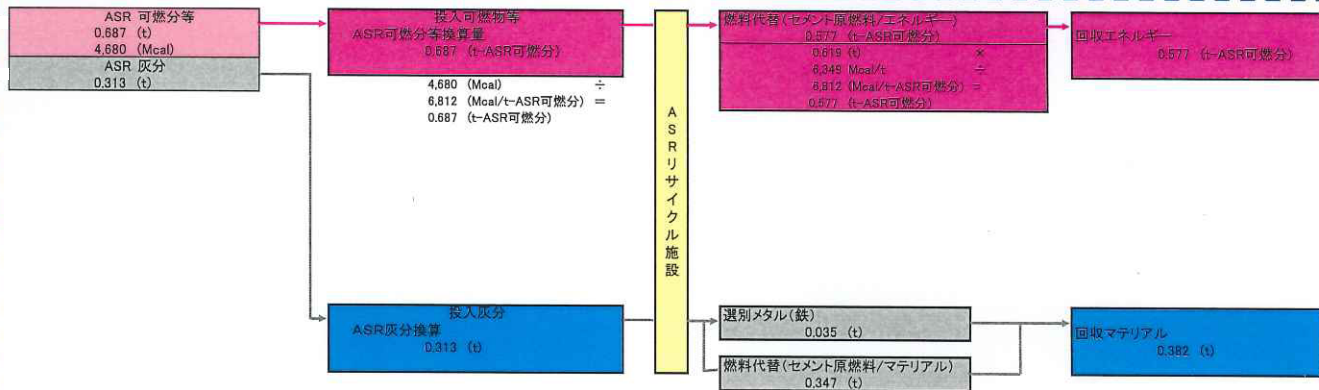 ASR 可燃分等
0.687 (t)
4,680 (Mcal)
ASR 灰分
0.313 (t)
投入可燃物等
ASR可燃分等換算量
0.687 (t-ASR可燃分)
4,680 (Mcal) ÷
6,812 (Mcal/t-ASR可燃分) =
0.687 (t-ASR可燃分)
投入灰分
ASR灰分換算
0.313 (t)
ASRリサイクル施設
燃料代替(セメント原燃料/エネルギー)
0.577 (t-ASR可燃分)
0.619 (t) ×
6,349 Mcal/t ÷
6,812 (Mcal/t-ASR可燃分) =
0.577 (t-ASR可燃分)
選別メタル(鉄)
0.035 (t)
燃料代替(セメント原燃料/マテリアル)
0.347 (t)
回収エネルギー
0.577 (t-ASR可燃分)
回収マテリアル
0.382 (t)